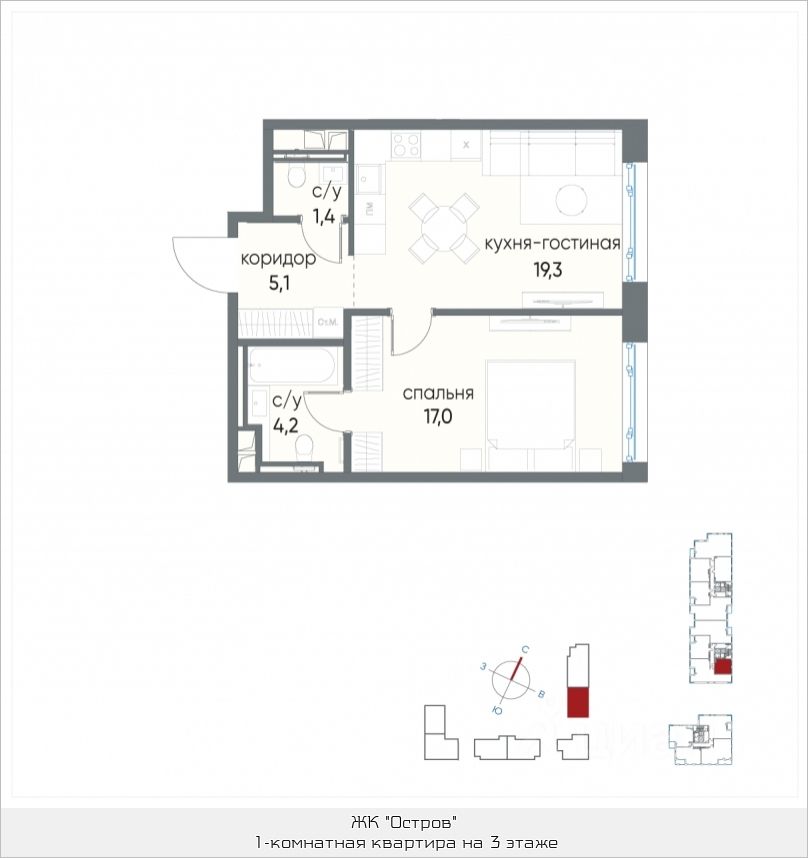 с/у
1,4
х
ПМ
кухня-гостиная
19,3
коридор
5,1
Ст.М.
спальня
17,0
с/у
4,2
С
З
В
Ю
ЖК "Остров"
1-комнатная квартира на 3 этаже